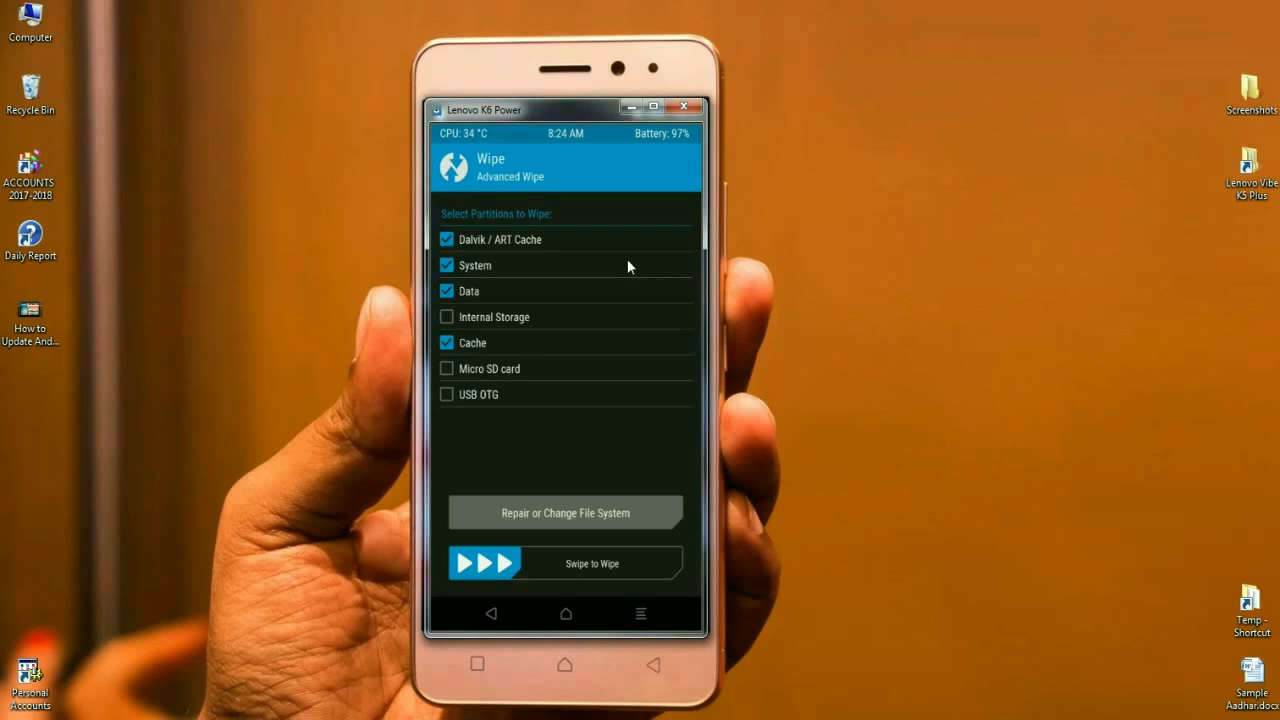 Computer
Recycle Bin
ACCOUNTS
2017-2018
Daily Report
How to
Update And...
Personal
Accounts
Lenovo K6 Power
CPU: 34 °C
8:24 AM
Battery: 97%
Wipe
Advanced Wipe
Select Partitions to Wipe:
Dalvik / ART Cache
System
Data
Internal Storage
Cache
Micro SD card
USB OTG
Repair or Change File System
Swipe to Wipe
Screenshots
Lenovo Vibe
K5 Plus
Temp -
Shortcut
Sample
Aadhar.docx